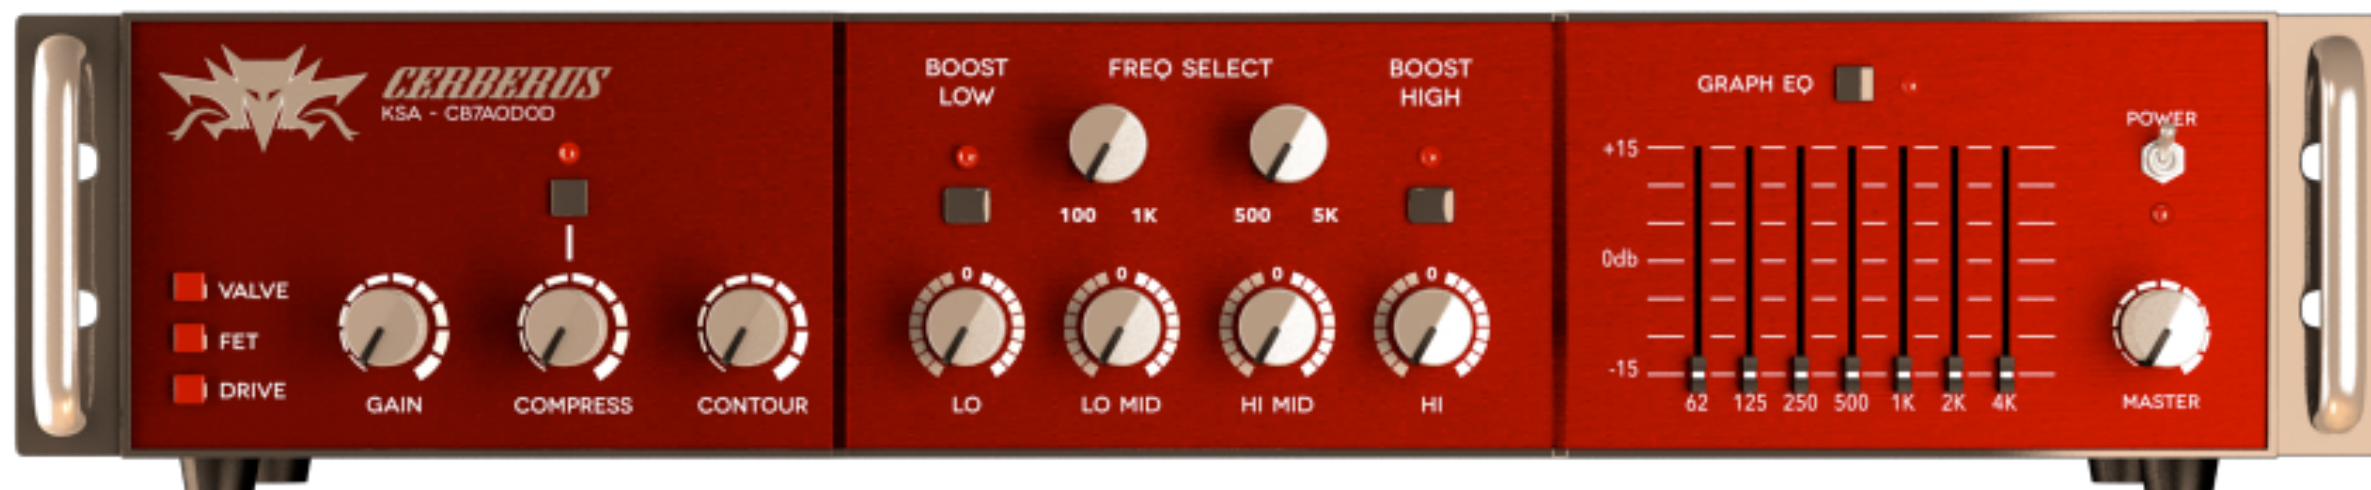 CERBERUS
KSA - CB7AODOD
VALVE
FET
DRIVE
GAIN
COMPRESS
CONTOUR
BOOST
LOW
FREQ SELECT
BOOST
HIGH
100 1K
500 5K
0 0 0 0
LO
LO MID
HI MID
HI
GRAPH EQ
+15
0db
-15
62 125 250 500 1K 2K 4K
POWER
MASTER